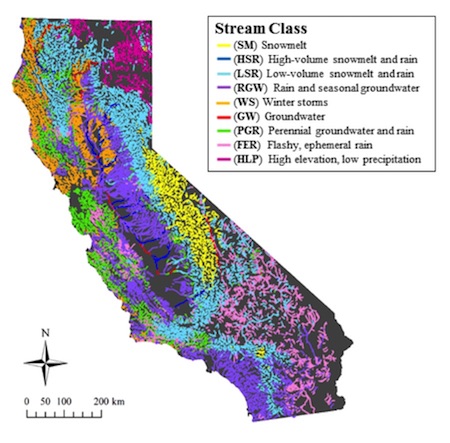 Stream Class
(SM) Snowmelt
(HSR) High-volume snowmelt and rain
(LSR) Low-volume snowmelt and rain
(RGW) Rain and seasonal groundwater
(WS) Winter storms
(GW) Groundwater
(PGR) Perennial groundwater and rain
(FER) Flashy, ephemeral rain
(HLP) High elevation, low precipitation
N
0 50 100 200 km